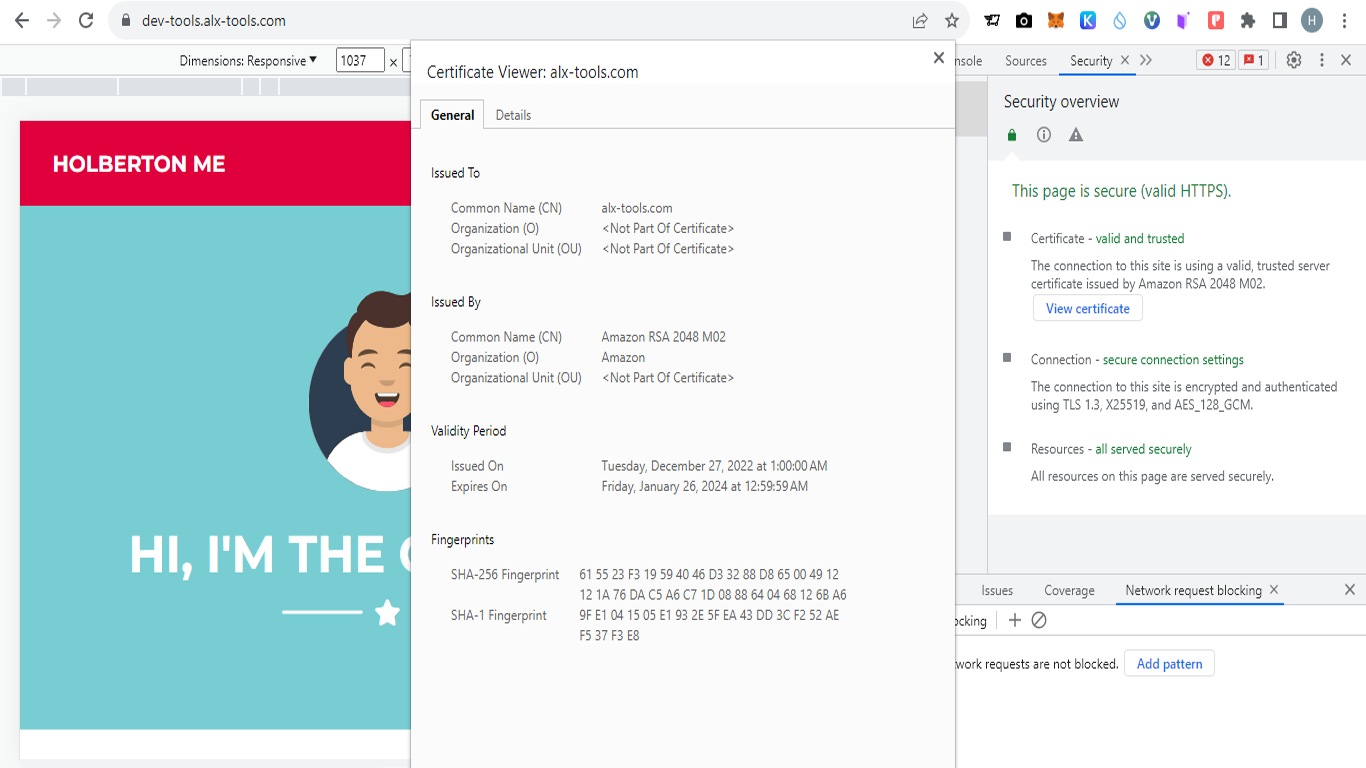 dev-tools.alx-tools.com
H
Dimensions: Responsive ▼ 1037 x
nsole Sources Security × 12 1
Certificate Viewer: alx-tools.com
General Details
Issued To
Common Name (CN) alx-tools.com
Organization (O) <Not Part Of Certificate>
Organizational Unit (OU) <Not Part Of Certificate>
Issued By
Common Name (CN) Amazon RSA 2048 M02
Organization (O) Amazon
Organizational Unit (OU) <Not Part Of Certificate>
Validity Period
Issued On Tuesday, December 27, 2022 at 1:00:00 AM
Expires On Friday, January 26, 2024 at 12:59:59 AM
Fingerprints
SHA-256 Fingerprint 61 55 23 F3 19 59 40 46 D3 32 88 D8 65 00 49 12
12 1A 76 DA C5 A6 C7 1D 08 88 64 04 68 12 6B A6
SHA-1 Fingerprint 9F E1 04 15 05 E1 93 2E 5F EA 43 DD 3C F2 52 AE
F5 37 F3 E8
HOLBERTON ME
HI, I'M THE
Security overview
This page is secure (valid HTTPS).
Certificate - valid and trusted
The connection to this site is using a valid, trusted server
certificate issued by Amazon RSA 2048 M02.
View certificate
Connection - secure connection settings
The connection to this site is encrypted and authenticated
using TLS 1.3, X25519, and AES_128_GCM.
Resources - all served securely
All resources on this page are served securely.
Issues Coverage Network request blocking ×
ocking
work requests are not blocked. Add pattern